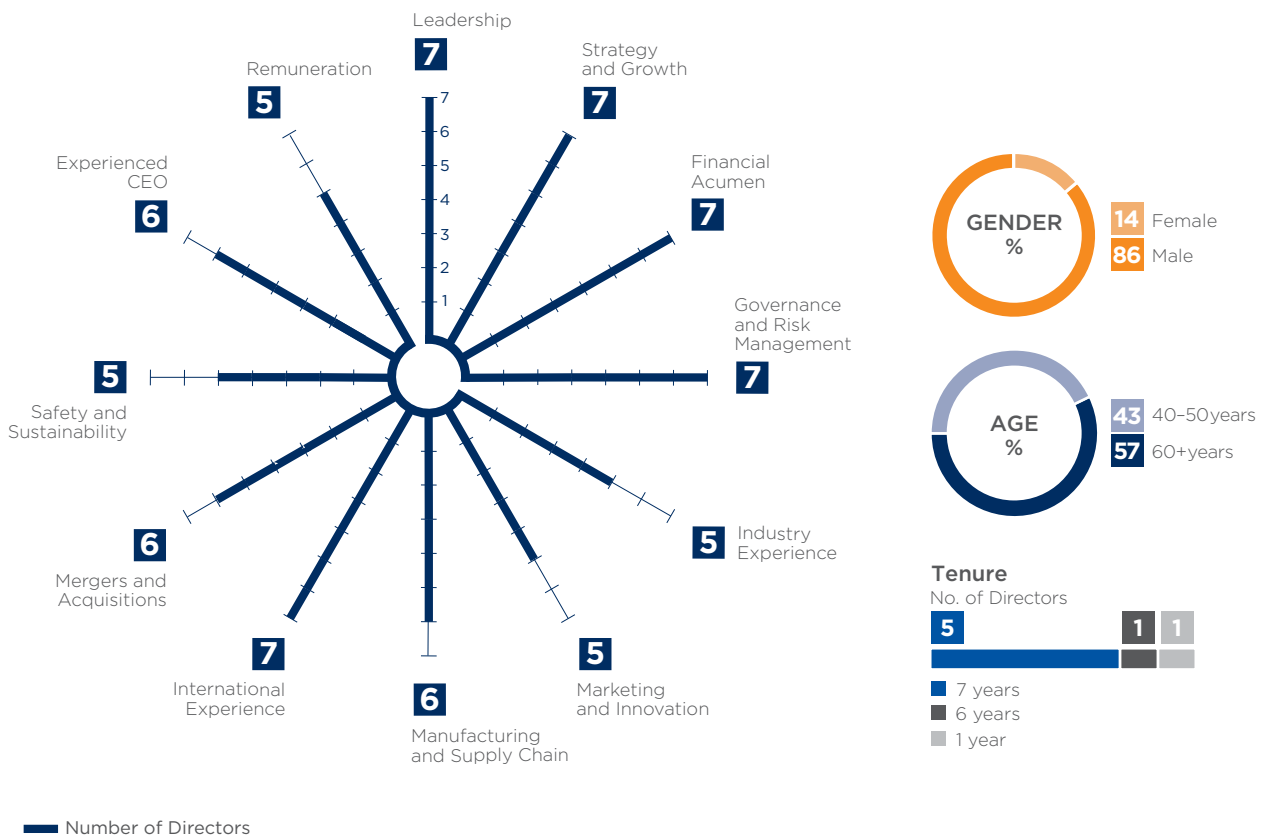 Leadership
7
Strategy
and Growth
7
Financial
Acumen
7
Governance
and Risk
Management
7
Industry
Experience
5
Marketing
and Innovation
5
Manufacturing
and Supply Chain
6
International
Experience
7
Mergers and
Acquisitions
6
Safety and
Sustainability
5
Experienced
CEO
6
Remuneration
5
7
6
5
4
3
2
1
GENDER
%
14 Female
86 Male
AGE
%
43 40–50years
57 60+years
Tenure
No. of Directors
5 1 1
7 years
6 years
1 year
Number of Directors